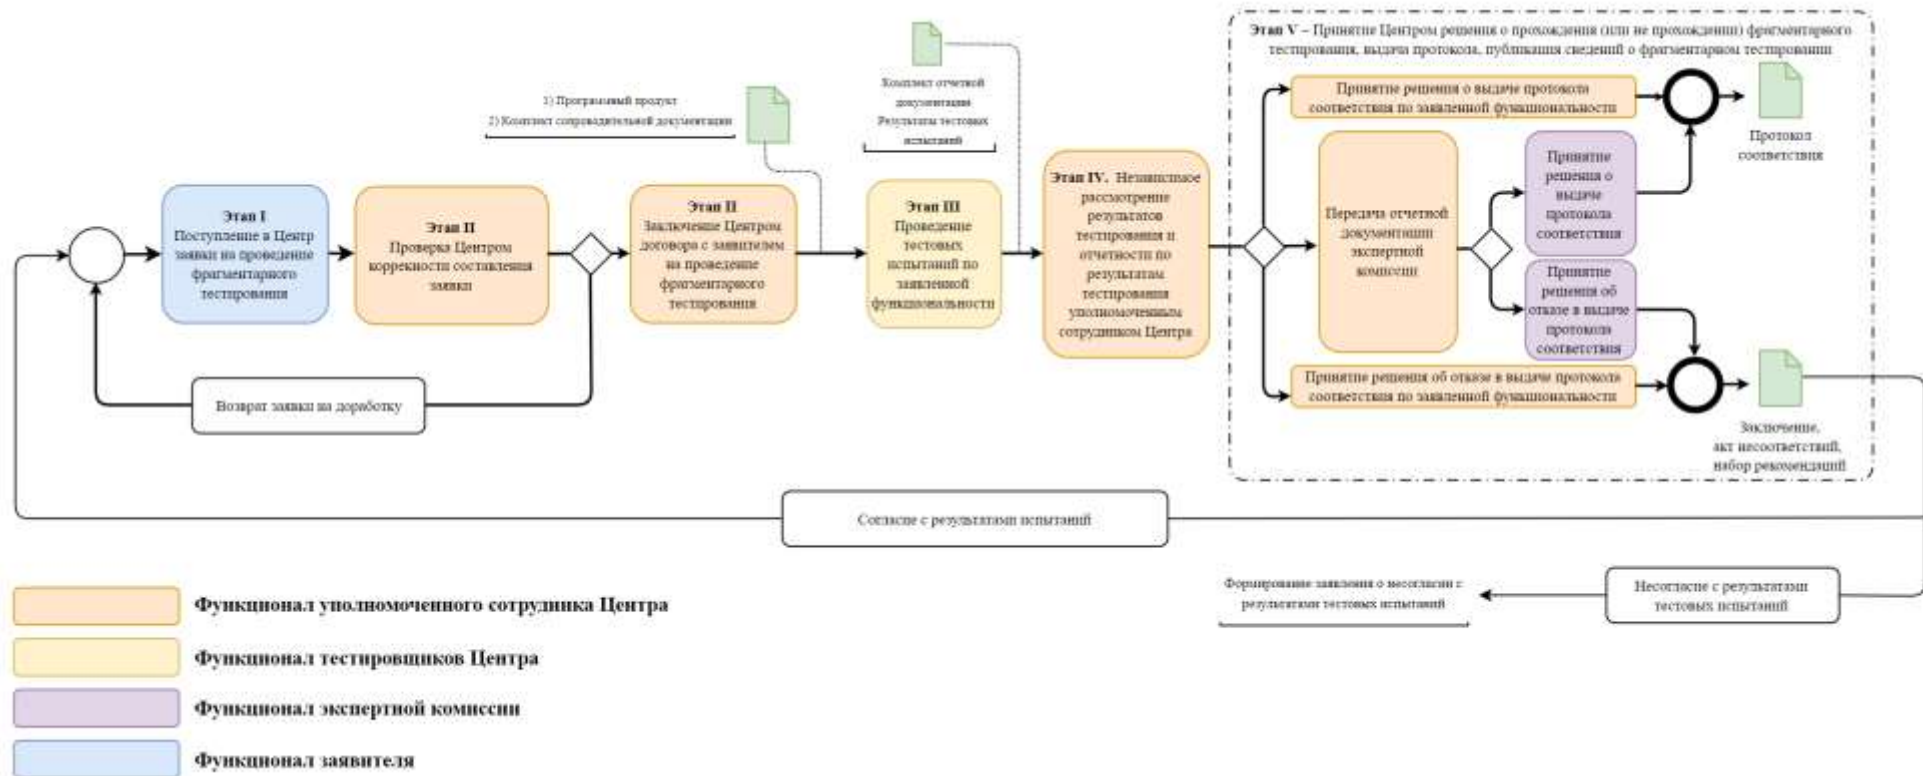 Этап V – Принятие Центром решения о прохождения (или не прохождении) фрагментарного
тестирования, выдача протокола, публикация сведений о фрагментарном тестировании
1) Программный продукт
2) Комплект сопроводительной документации
Комплект отчетной
документации
Результаты тестовых
испытаний
Принятие решения о выдаче протокола
соответствия по заявленной функциональности
Протокол
соответствия
Этап I
Поступление в Центр
заявки на проведение
фрагментарного
тестирования
Этап II
Проверка Центром
коррекности составления
заявки
Этап II
Заключение Центром
договора с заявителем
на проведение
фрагментарного
тестирования
Этап III
Проведение
тестовых
испытаний по
заявленной
функциональности
Этап IV. Независимое
рассмотрение
результатов
тестирования и
отчетности по
результатам
тестирования
уполномоченным
сотрудником Центра
Передача отчетной
документации
экспертной
комиссии
Принятие
решения о
выдаче
протокола
соответствия
Принятие
решения об
отказе в выдаче
протокола
соответствия
Принятие решения об отказе в выдаче протокола
соответствия по заявленной функциональности
Заключение,
акт несоответствий,
набор рекомендаций
Возврат заявки на доработку
Согласие с результатами испытаний
Формирование заявления о несогласии с
результатами тестовых испытаний
Несогласие с результатами
тестовых испытаний
Функционал уполномоченного сотрудника Центра
Функционал тестировщиков Центра
Функционал экспертной комиссии
Функционал заявителя